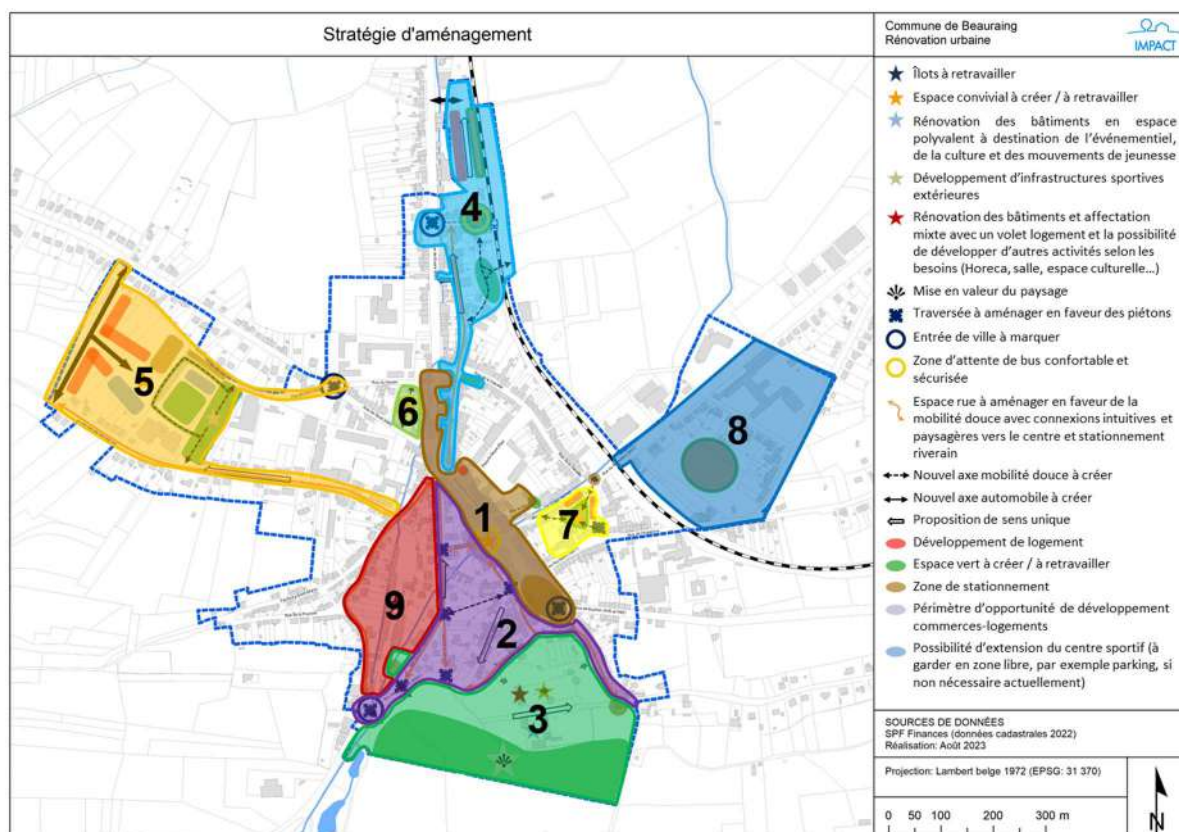 Stratégie d'aménagement
Commune de Beauraing
Rénovation urbaine
IMPACT
Îlots à retravailler
Espace convivial à créer / à retravailler
Rénovation des bâtiments en espace
polyvalent à destination de l'événementiel,
de la culture et des mouvements de jeunesse
Développement d'infrastructures sportives
extérieures
Rénovation des bâtiments et affectation
mixte avec un volet logement et la possibilité
de développer d'autres activités selon les
besoins (Horeca, salle, espace culturelle...)
Mise en valeur du paysage
Traversée à aménager en faveur des piétons
Entrée de ville à marquer
Zone d'attente de bus confortable et
sécurisée
Espace rue à aménager en faveur de la
mobilité douce avec connexions intuitives et
paysagères vers le centre et stationnement
riverain
Nouvel axe mobilité douce à créer
Nouvel axe automobile à créer
Proposition de sens unique
Développement de logement
Espace vert à créer / à retravailler
Zone de stationnement
Périmètre d'opportunité de développement
commerces-logements
Possibilité d'extension du centre sportif (à
garder en zone libre, par exemple parking, si
non nécessaire actuellement)
SOURCES DE DONNÉES
SPF Finances (données cadastrales 2022)
Réalisation: Août 2023
Projection: Lambert belge 1972 (EPSG: 31 370)
0 50 100 200 300 m
N
4
5
6
8
1
7
9
2
3